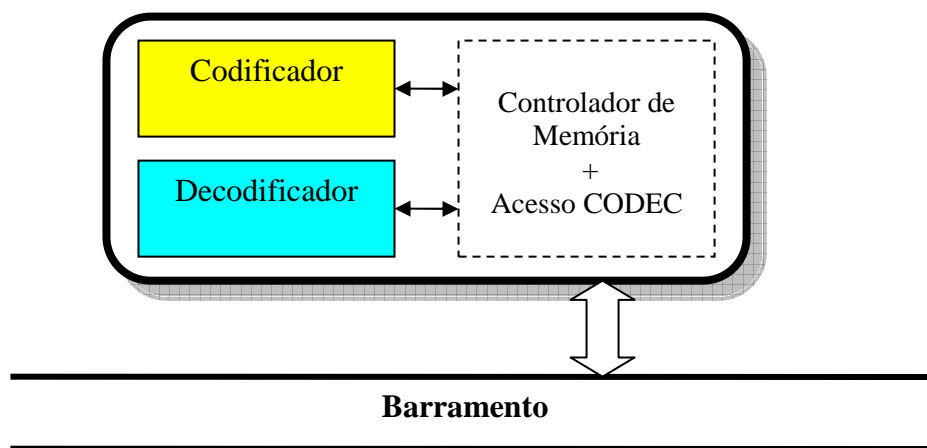 Codificador
Decodificador
Controlador de
Memória
+
Acesso CODEC
Barramento